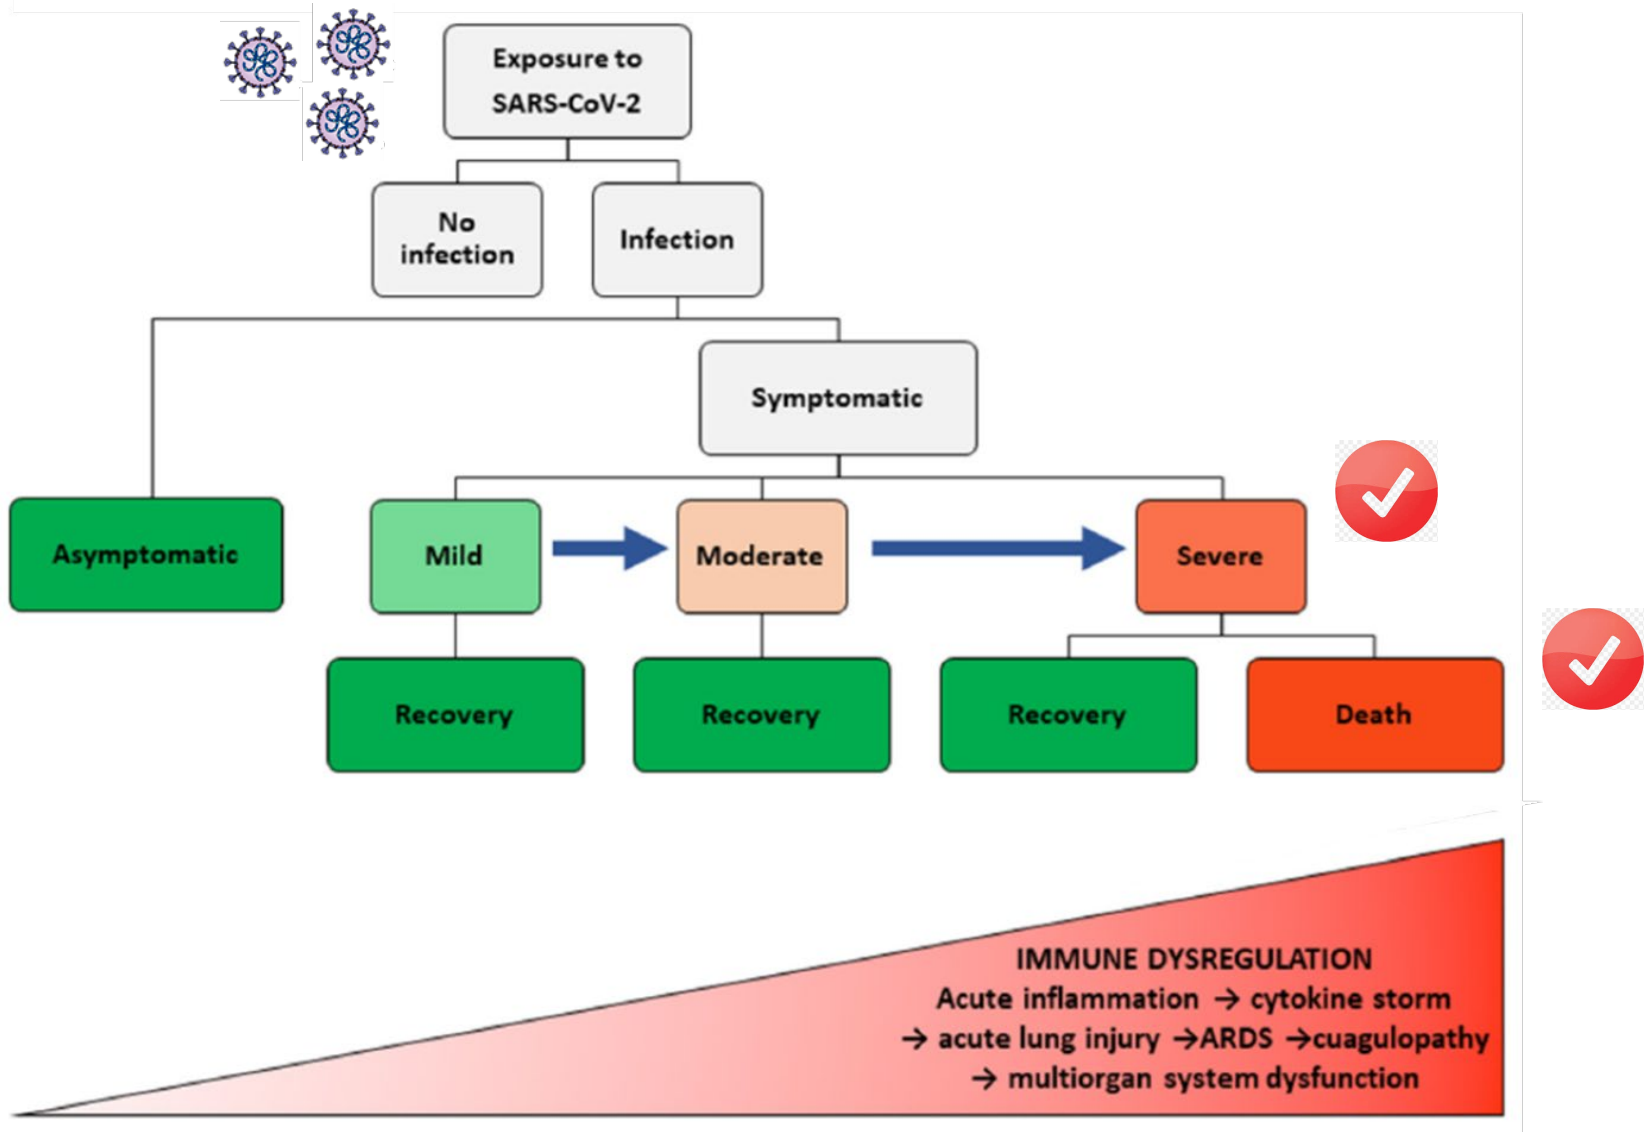 Exposure to
SARS-CoV-2
No
infection
Infection
Symptomatic
Asymptomatic
Mild
Moderate
Severe
Recovery
Recovery
Recovery
Death
IMMUNE DYSREGULATION
Acute inflammation → cytokine storm
→ acute lung injury →ARDS →cuagulopathy
→ multiorgan system dysfunction